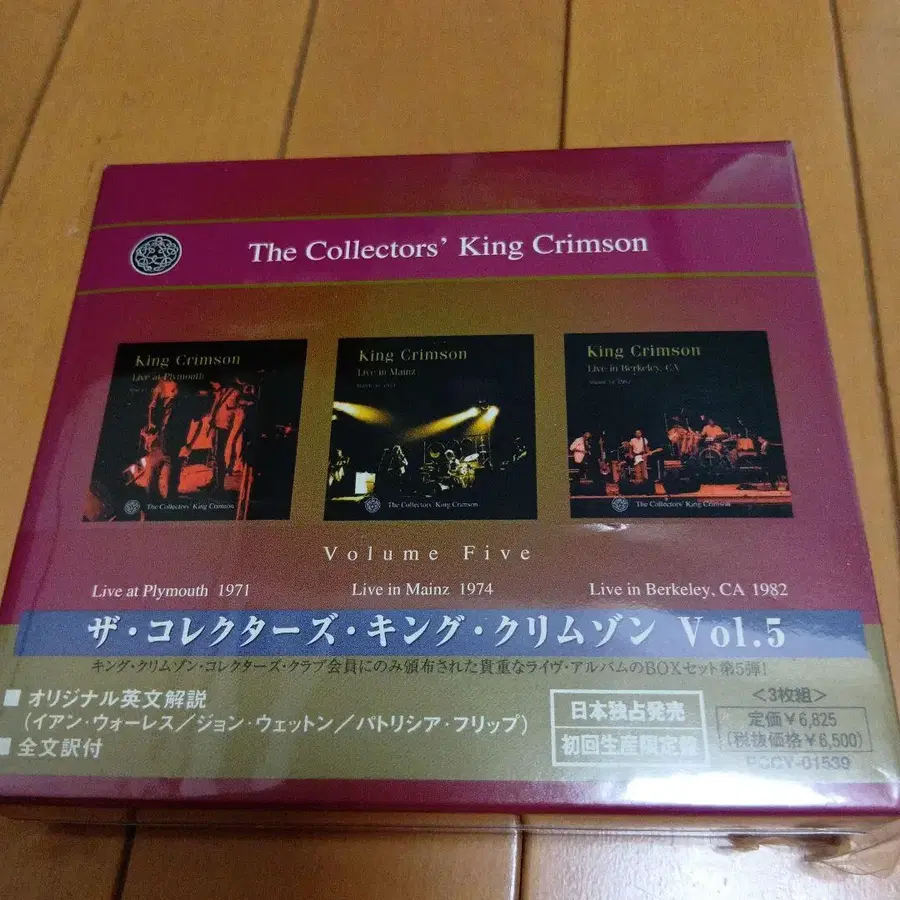 The Collectors' King Crimson
King Crimson
Live at Plymouth
King Crimson
Live in Mainz
King Crimson
Live in Berkeley, CA
The Collectors' King Crimson
The Collectors' King Crimson
The Collectors' King Crimson
Volume Five
Live at Plymouth 1971
Live in Mainz 1974
Live in Berkeley, CA 1982
ザ・コレクターズ・キング・クリムゾン Vol.5
キング・クリムゾン・コレクターズ・クラブ会員にのみ頒布された貴重なライヴ・アルバムのBOXセット第5弾!
■ オリジナル英文解説
(イアン・ウォーレス/ジョン・ウェットン/パトリシア・フリップ)
■ 全文訳付
日本独占発売
初回生産限定盤
<3枚組>
定価¥6,825
(税抜価格¥6,500)
PCCY-01539